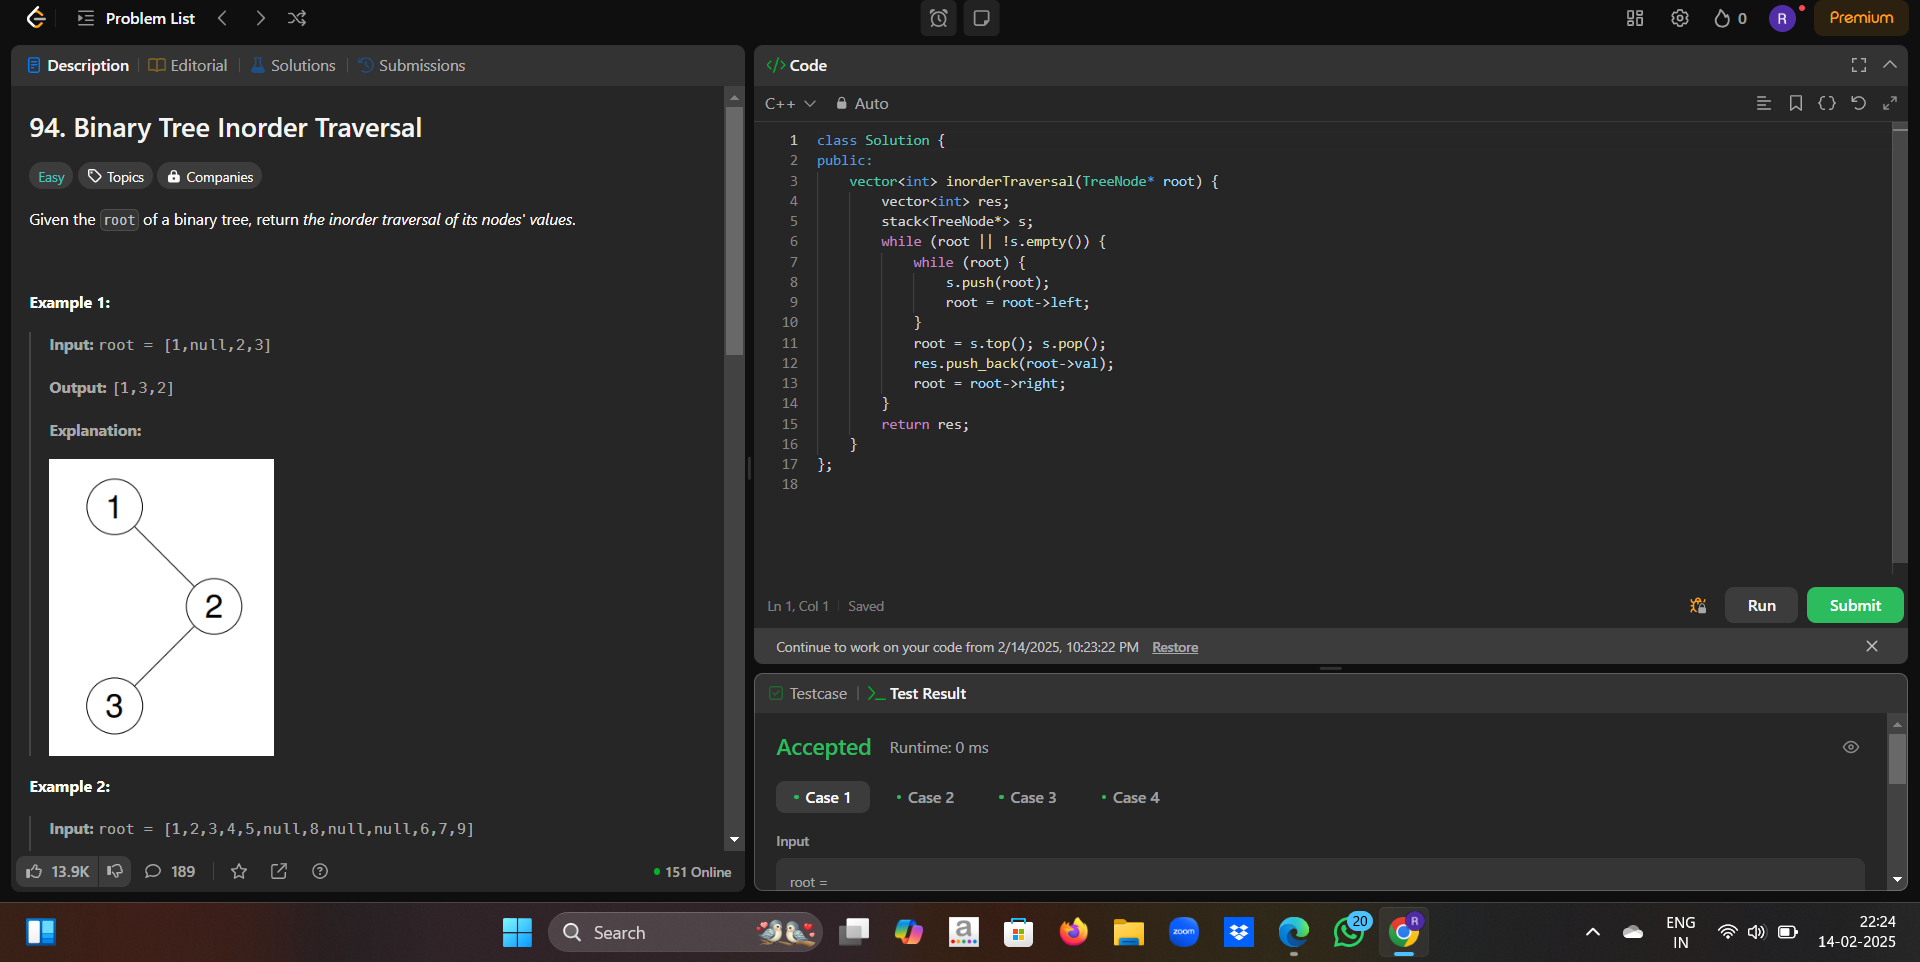 Problem List
0
R
Premium
Description
Editorial
Solutions
Submissions
94. Binary Tree Inorder Traversal
Easy
Topics
Companies
Given the root of a binary tree, return the inorder traversal of its nodes' values.
Example 1:
Input: root = [1,null,2,3]
Output: [1,3,2]
Explanation:
1
2
3
Example 2:
Input: root = [1,2,3,4,5,null,8,null,null,6,7,9]
13.9K
189
151 Online
</> Code
C++
Auto
1 class Solution {
2 public:
3 vector<int> inorderTraversal(TreeNode* root) {
4 vector<int> res;
5 stack<TreeNode*> s;
6 while (root || !s.empty()) {
7 while (root) {
8 s.push(root);
9 root = root->left;
10 }
11 root = s.top(); s.pop();
12 res.push_back(root->val);
13 root = root->right;
14 }
15 return res;
16 }
17 };
18
Ln 1, Col 1
Saved
Run
Submit
Continue to work on your code from 2/14/2025, 10:23:22 PM Restore
Testcase
Test Result
Accepted
Runtime: 0 ms
Case 1
Case 2
Case 3
Case 4
Input
root =
Search
a
zoom
20
R
ENG
IN
22:24
14-02-2025